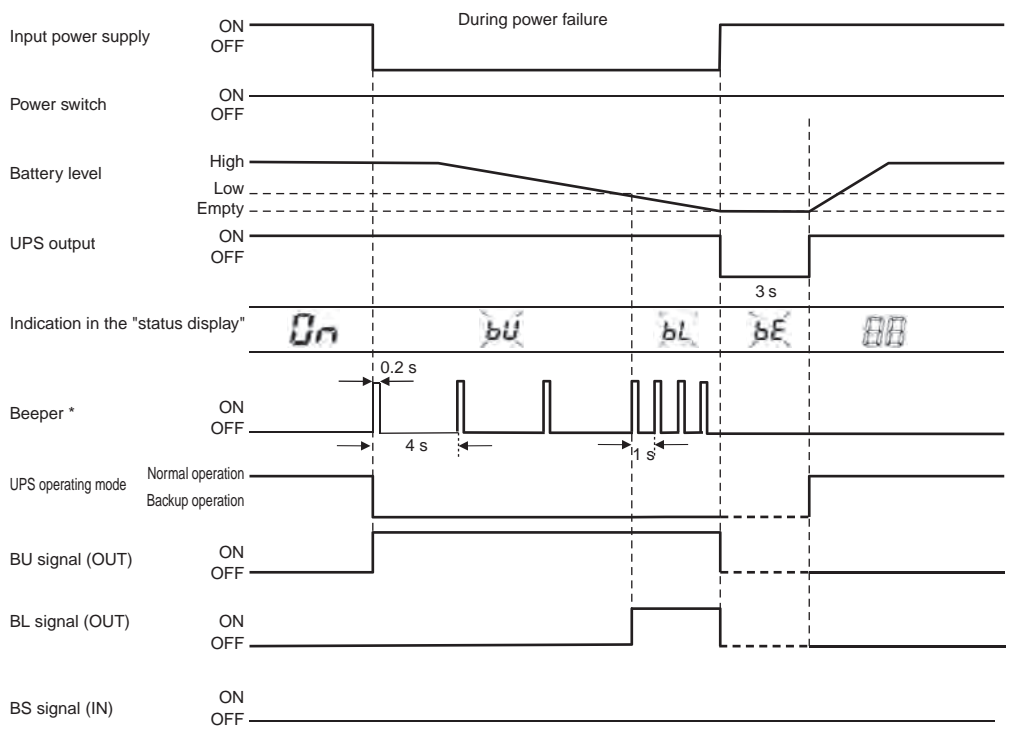 During power failure
Input power supply
ON
OFF
Power switch
ON
OFF
Battery level
High
Low
Empty
UPS output
ON
OFF
3 s
Indication in the "status display"
On
bU
bL
bE
88
0.2 s
Beeper *
ON
OFF
4 s
1 s
UPS operating mode
Normal operation
Backup operation
BU signal (OUT)
ON
OFF
BL signal (OUT)
ON
OFF
BS signal (IN)
ON
OFF